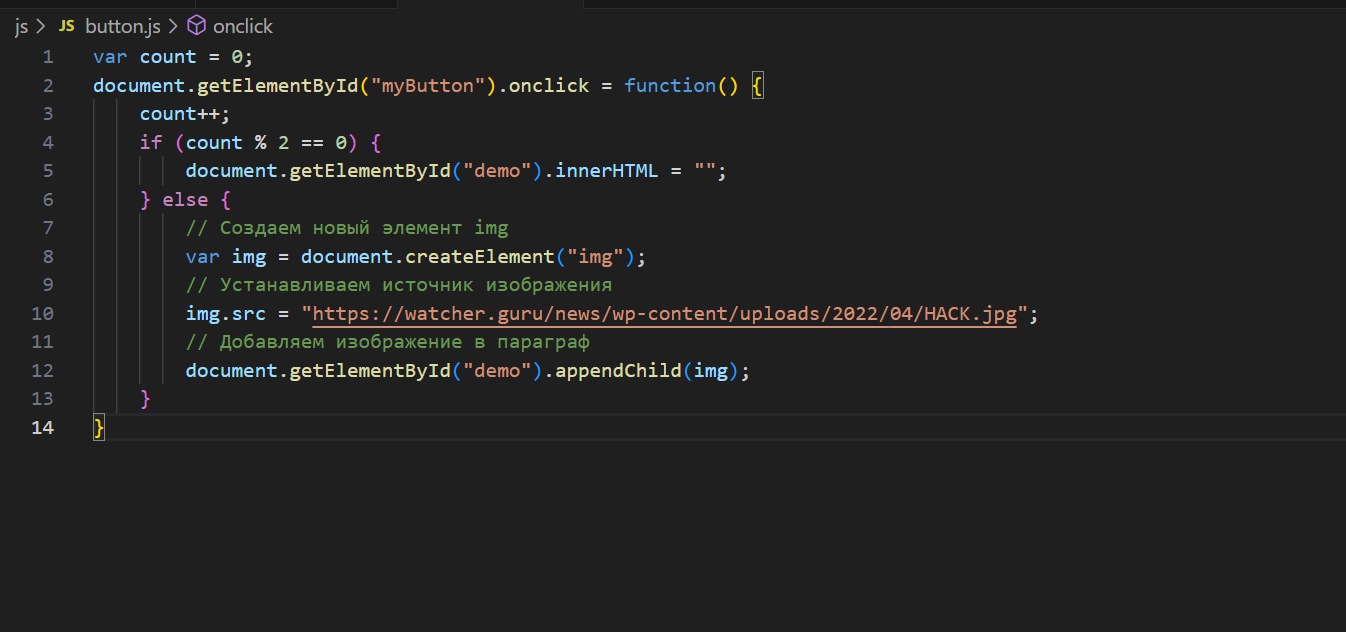 js > JS button.js > onclick
1 var count = 0;
2 document.getElementById("myButton").onclick = function() {
3 count++;
4 if (count % 2 == 0) {
5 document.getElementById("demo").innerHTML = "";
6 } else {
7 // Создаем новый элемент img
8 var img = document.createElement("img");
9 // Устанавливаем источник изображения
10 img.src = "https://watcher.guru/news/wp-content/uploads/2022/04/HACK.jpg";
11 // Добавляем изображение в параграф
12 document.getElementById("demo").appendChild(img);
13 }
14 }